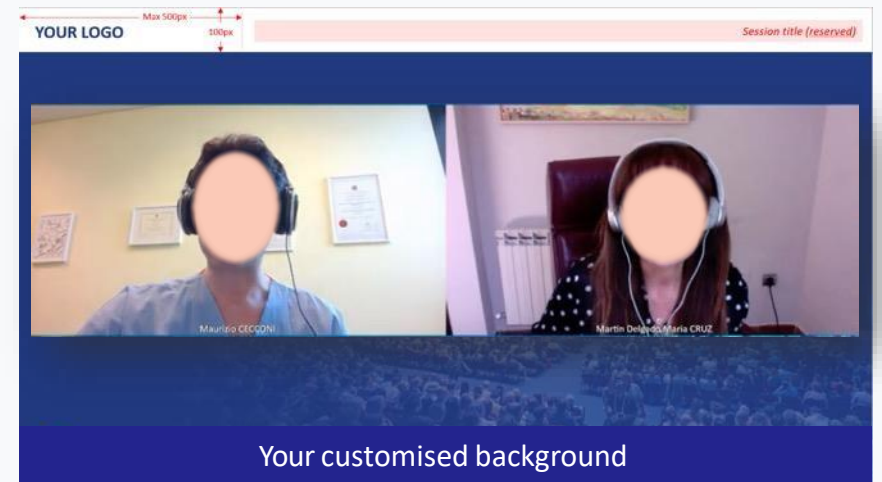 Max 500px
YOUR LOGO
100px
Session title (reserved)
Maurizio CECCONI
Martin Delgado Maria CRUZ
Your customised background